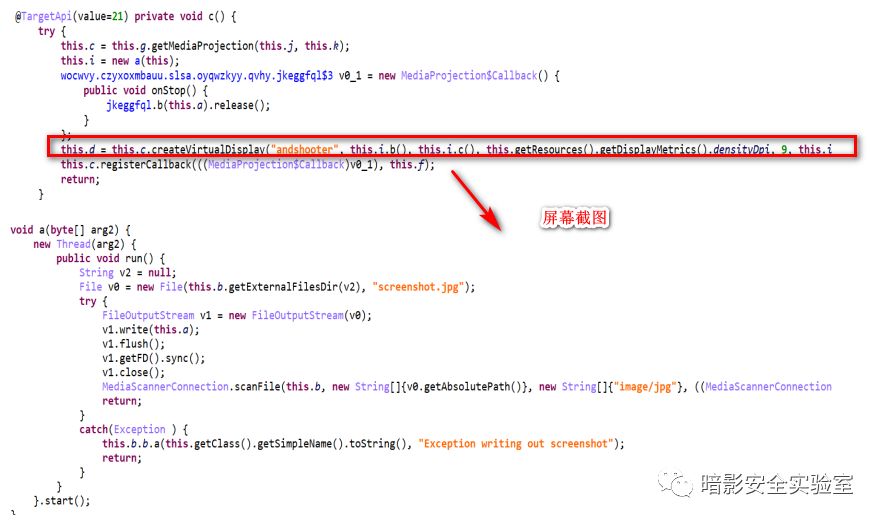 @TargetApi(value=21) private void c() {
try {
this.c = this.g.getMediaProjection(this.j, this.k);
this.i = new a(this);
wocwvy.czyxoxmbauu.slsa.oyqwzkyy.qvhy.jkeggfql$3 v0_1 = new MediaProjection$Callback() {
public void onStop() {
jkeggfql.b(this.a).release();
}
};
this.d = this.c.createVirtualDisplay("andshooter", this.i.b(), this.i.c(), this.getResources().getDisplayMetrics().densityDpi, 9, this.i
this.c.registerCallback(((MediaProjection$Callback)v0_1), this.f);
return;
}
屏幕截图
void a(byte[] arg2) {
new Thread(arg2) {
public void run() {
String v2 = null;
File v0 = new File(this.b.getExternalFilesDir(v2), "screenshot.jpg");
try {
FileOutputStream v1 = new FileOutputStream(v0);
v1.write(this.a);
v1.flush();
v1.getFD().sync();
v1.close();
MediaScannerConnection.scanFile(this.b, new String[]{v0.getAbsolutePath()}, new String[]{"image/jpg"}, ((MediaScannerConnection
return;
}
catch(Exception ) {
this.b.b.a(this.getClass().getSimpleName().toString(), "Exception writing out screenshot");
return;
}
}
}.start();
}
暗影安全实验室